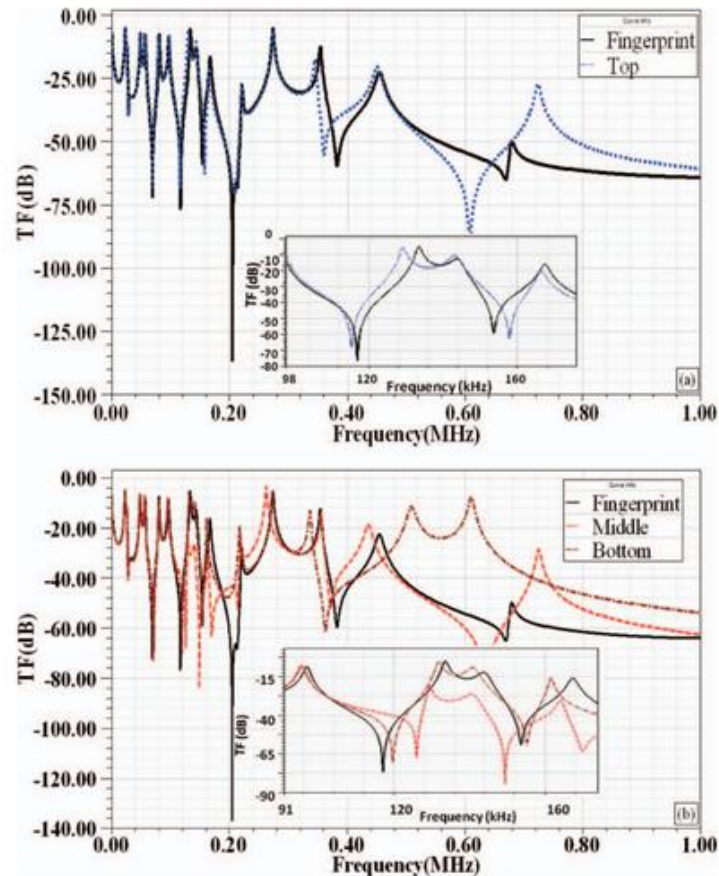 0.00
-25.00
-50.00
-75.00
-100.00
-125.00
-150.00
TF(dB)
Fingerprint
Top
0
-10
-20
-30
-40
-50
-60
-70
-80
TF (dB)
98 120 160
Frequency (kHz)
(a)
0.00 0.20 0.40 0.60 0.80 1.00
Frequency(MHz)
0.00
-20.00
-40.00
-60.00
-80.00
-100.00
-120.00
-140.00
TF(dB)
Fingerprint
Middle
Bottom
-15
-40
-65
-90
TF (dB)
91 120 160
Frequency (kHz)
(b)
0.00 0.20 0.40 0.60 0.80 1.00
Frequency(MHz)